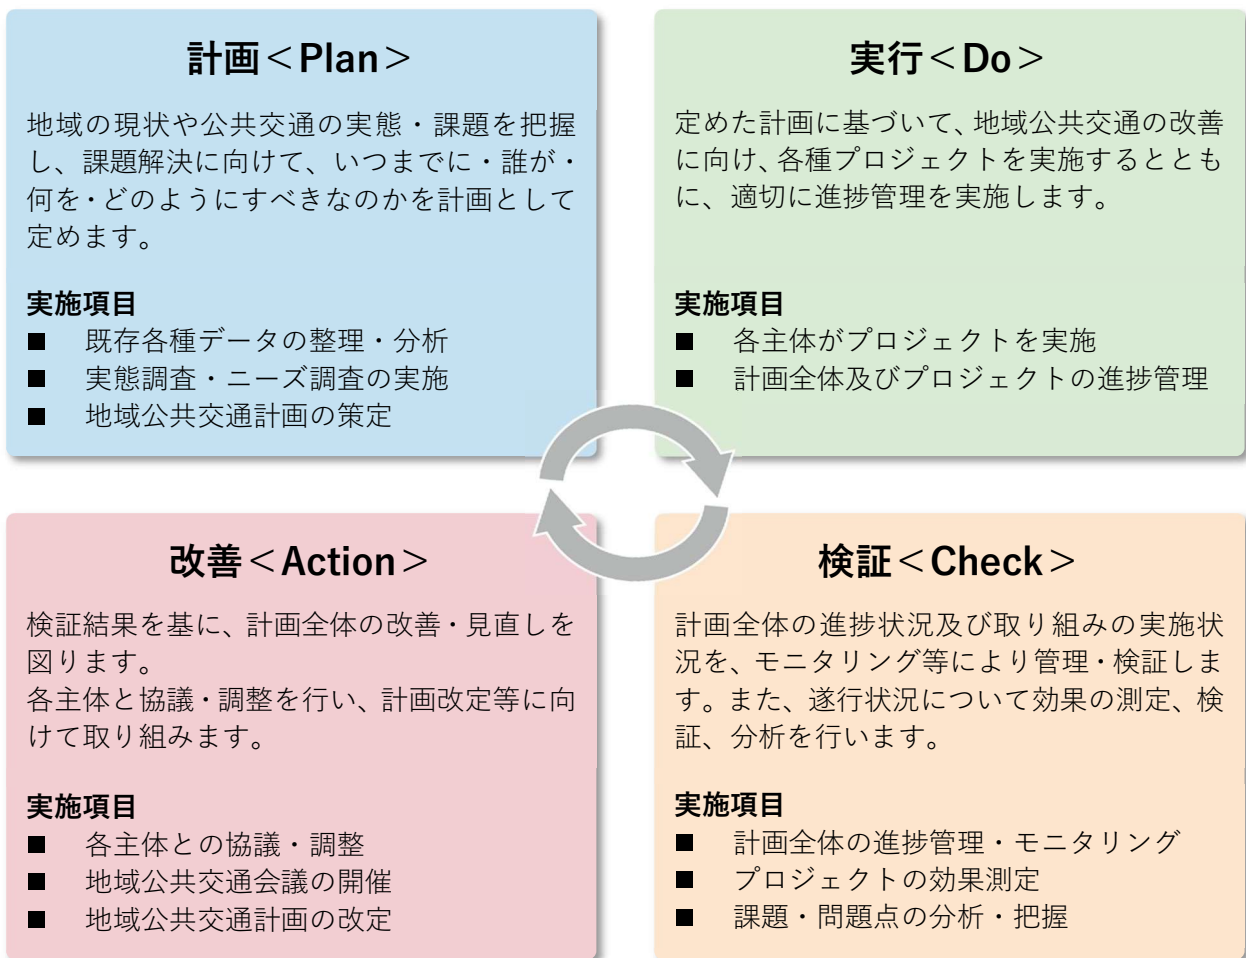 計画＜Plan＞
地域の現状や公共交通の実態・課題を把握
し、課題解決に向けて、いつまでに・誰が・
何を・どのようにすべきなのかを計画として
定めます。
実施項目
■ 既存各種データの整理・分析
■ 実態調査・ニーズ調査の実施
■ 地域公共交通計画の策定
実行＜Do＞
定めた計画に基づいて、地域公共交通の改善
に向け、各種プロジェクトを実施するととも
に、適切に進捗管理を実施します。
実施項目
■ 各主体がプロジェクトを実施
■ 計画全体及びプロジェクトの進捗管理
改善＜Action＞
検証結果を基に、計画全体の改善・見直しを
図ります。
各主体と協議・調整を行い、計画改定等に向
けて取り組みます。
実施項目
■ 各主体との協議・調整
■ 地域公共交通会議の開催
■ 地域公共交通計画の改定
検証＜Check＞
計画全体の進捗状況及び取り組みの実施状
況を、モニタリング等により管理・検証しま
す。また、遂行状況について効果の測定、検
証、分析を行います。
実施項目
■ 計画全体の進捗管理・モニタリング
■ プロジェクトの効果測定
■ 課題・問題点の分析・把握